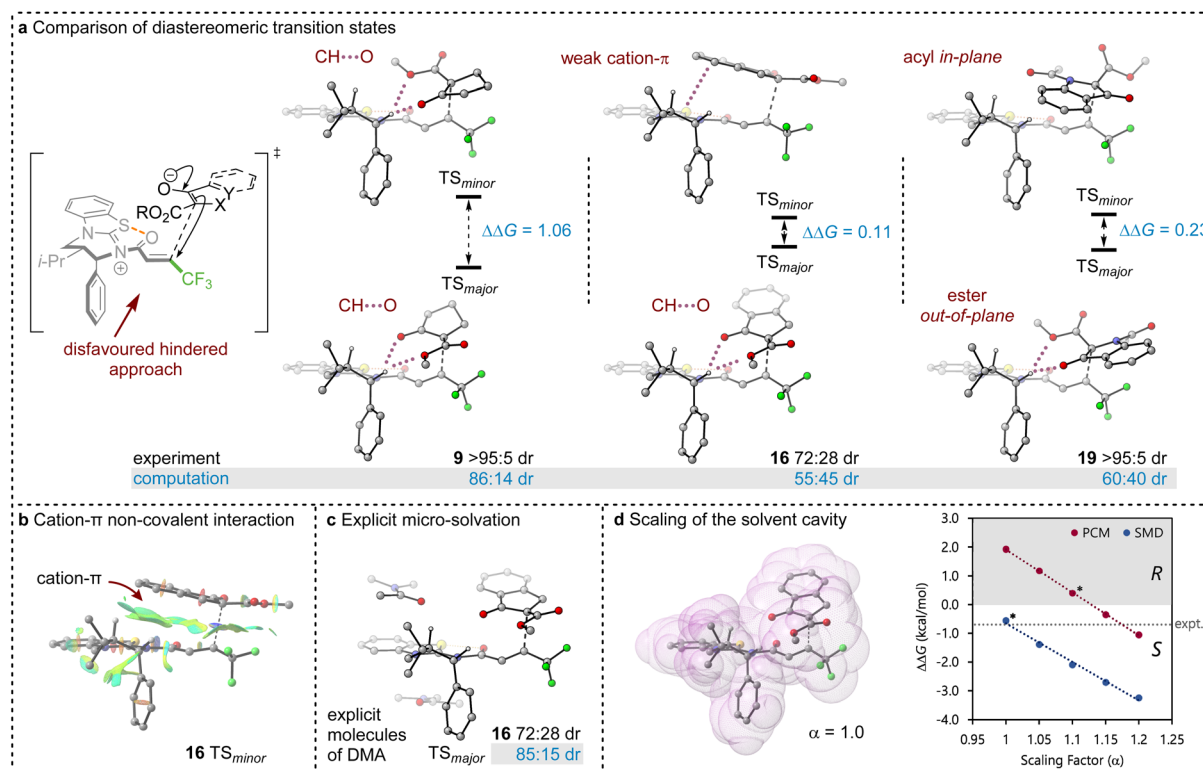 a Comparison of diastereomeric transition states
CH···O
weak cation-π
acyl in-plane
‡
O
⊖
Y
RO₂C
X
S
O
N
N
⊕
i-Pr
CF₃
disfavoured hindered
approach
TSminor
ΔΔG = 1.06
TSmajor
TSminor
ΔΔG = 0.11
TSmajor
TSminor
ΔΔG = 0.23
TSmajor
CH···O
CH···O
ester
out-of-plane
experiment 9 >95:5 dr 16 72:28 dr 19 >95:5 dr
computation 86:14 dr 55:45 dr 60:40 dr
b Cation-π non-covalent interaction
cation-π
16 TSminor
c Explicit micro-solvation
explicit
molecules
of DMA
TSmajor
16 72:28 dr
85:15 dr
d Scaling of the solvent cavity
α = 1.0
PCM SMD
R
S
expt.
*
*
ΔΔG (kcal/mol)
3.0
2.0
1.0
0.0
-1.0
-2.0
-3.0
-4.0
0.95 1 1.05 1.1 1.15 1.2 1.25
Scaling Factor (α)